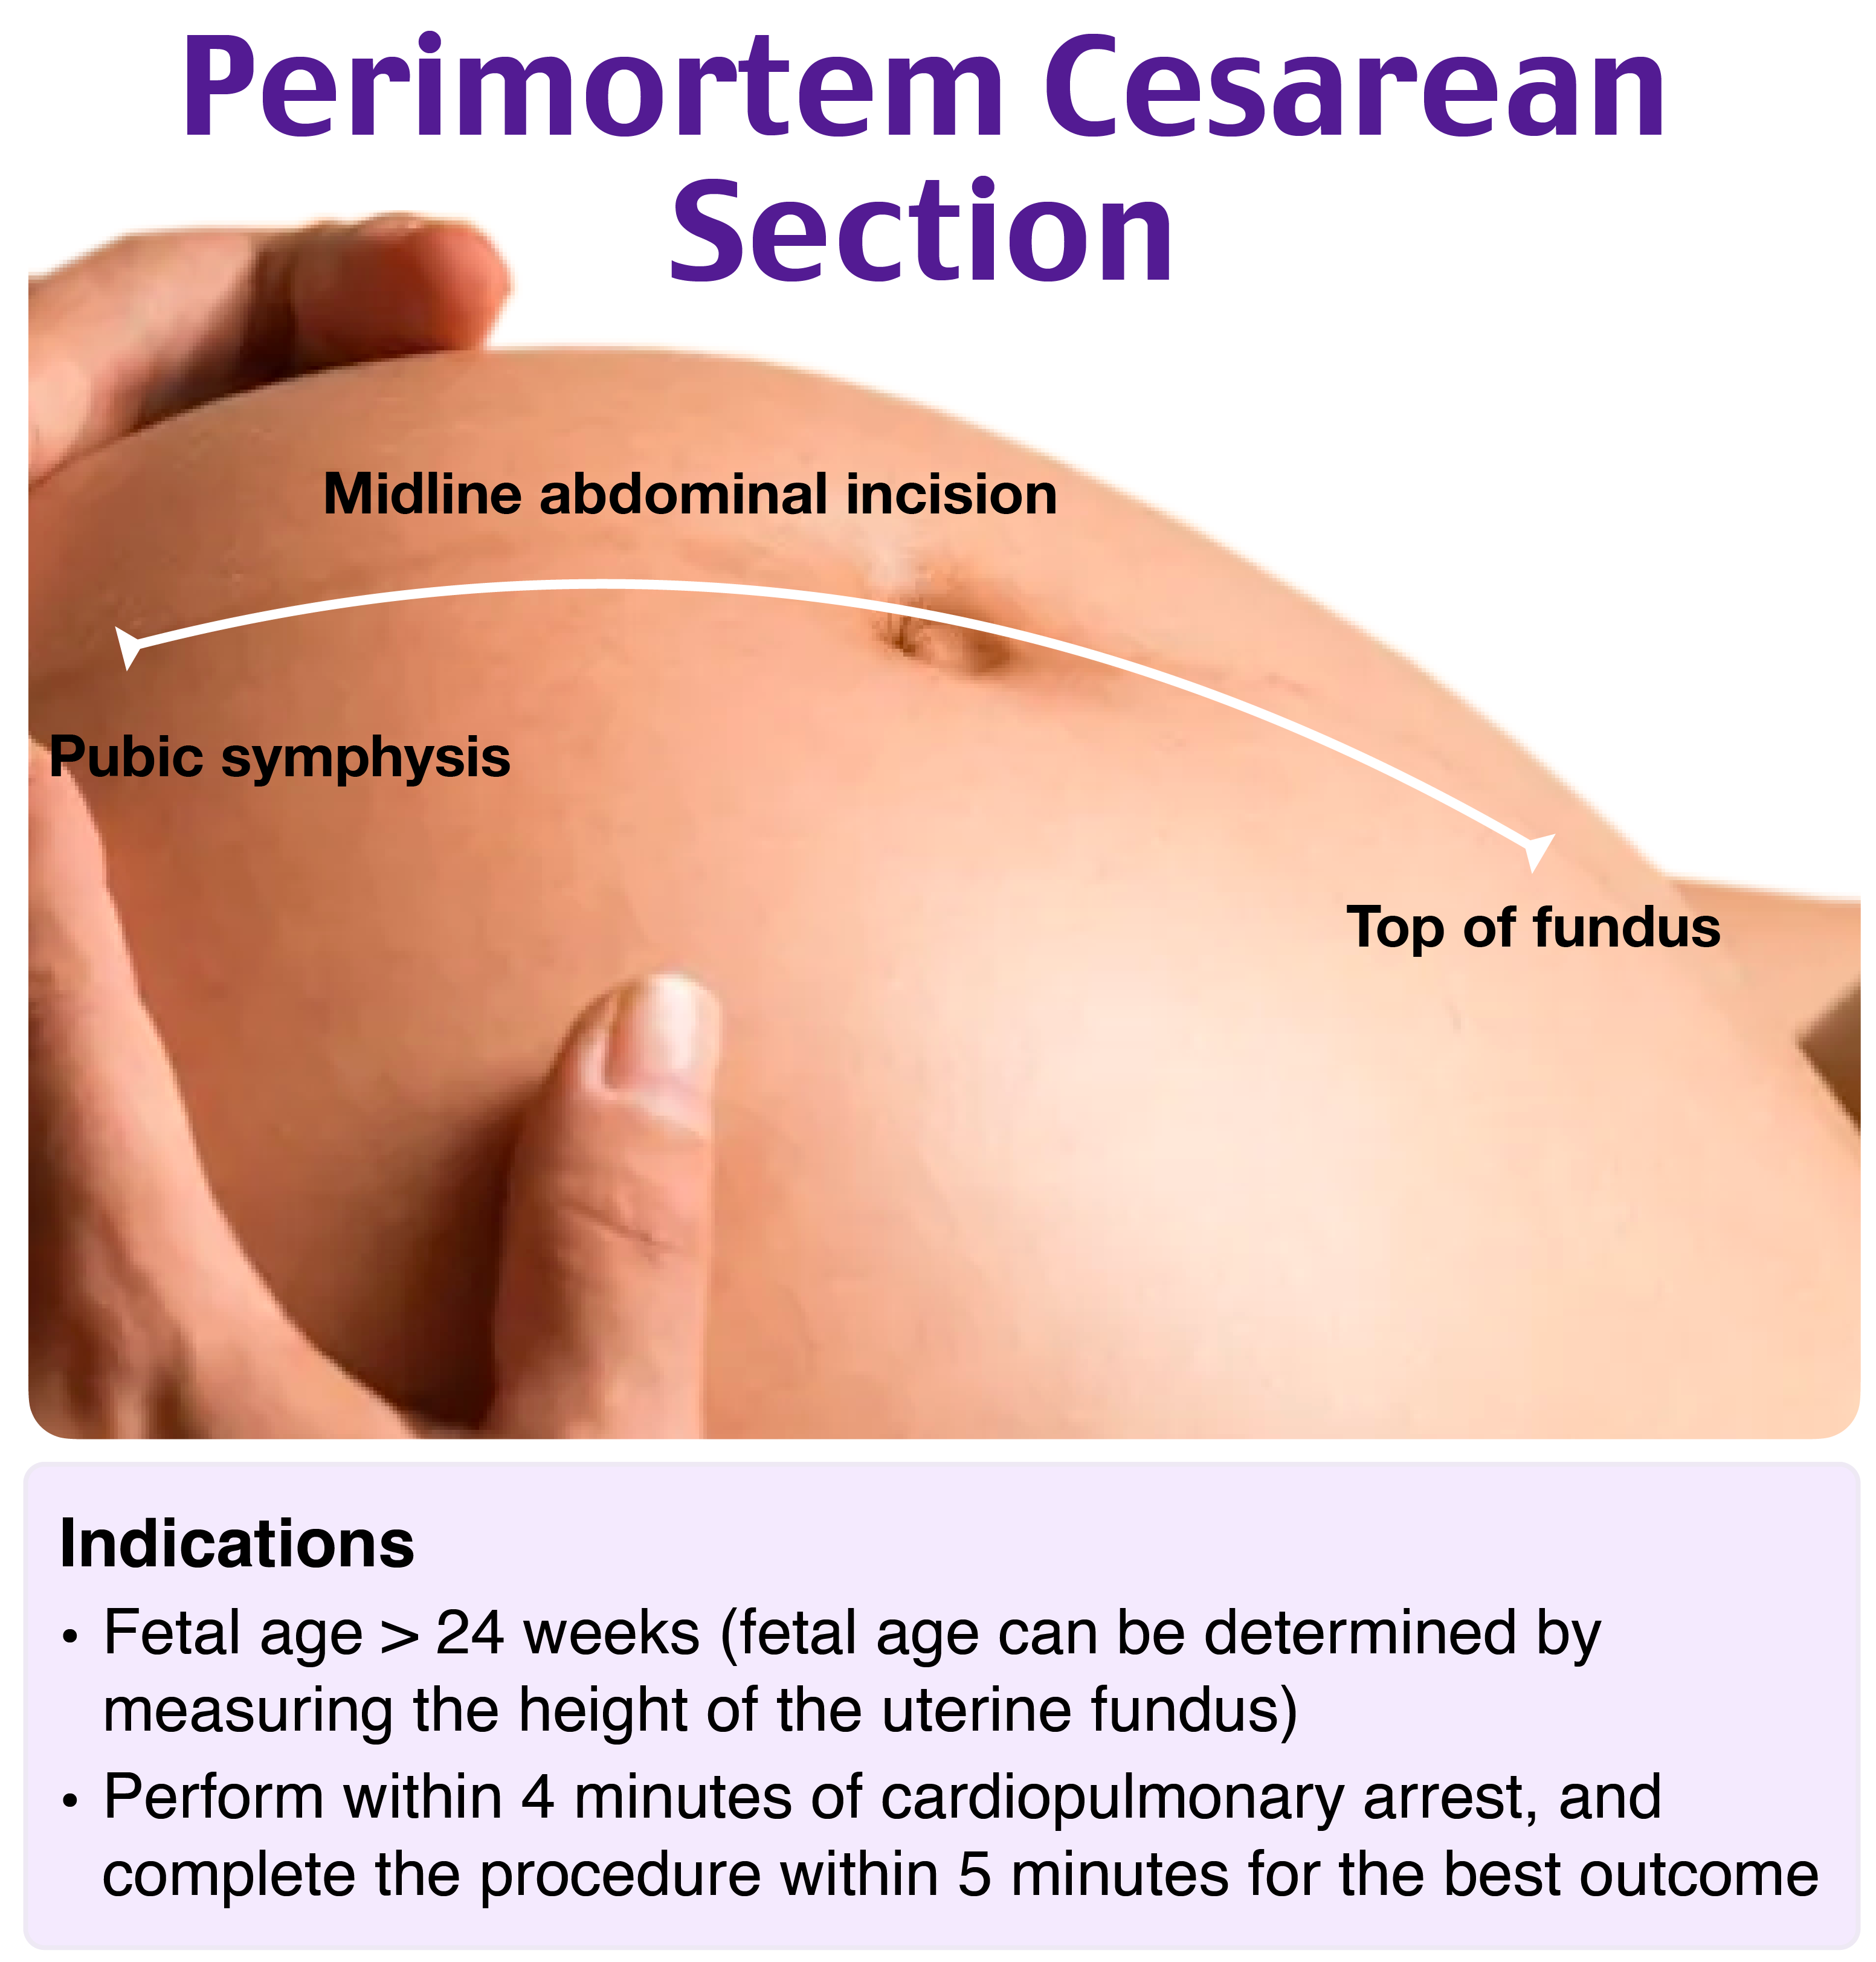 Perimortem Cesarean
Section
Midline abdominal incision
Pubic symphysis
Top of fundus
Indications
• Fetal age > 24 weeks (fetal age can be determined by
measuring the height of the uterine fundus)
• Perform within 4 minutes of cardiopulmonary arrest, and
complete the procedure within 5 minutes for the best outcome